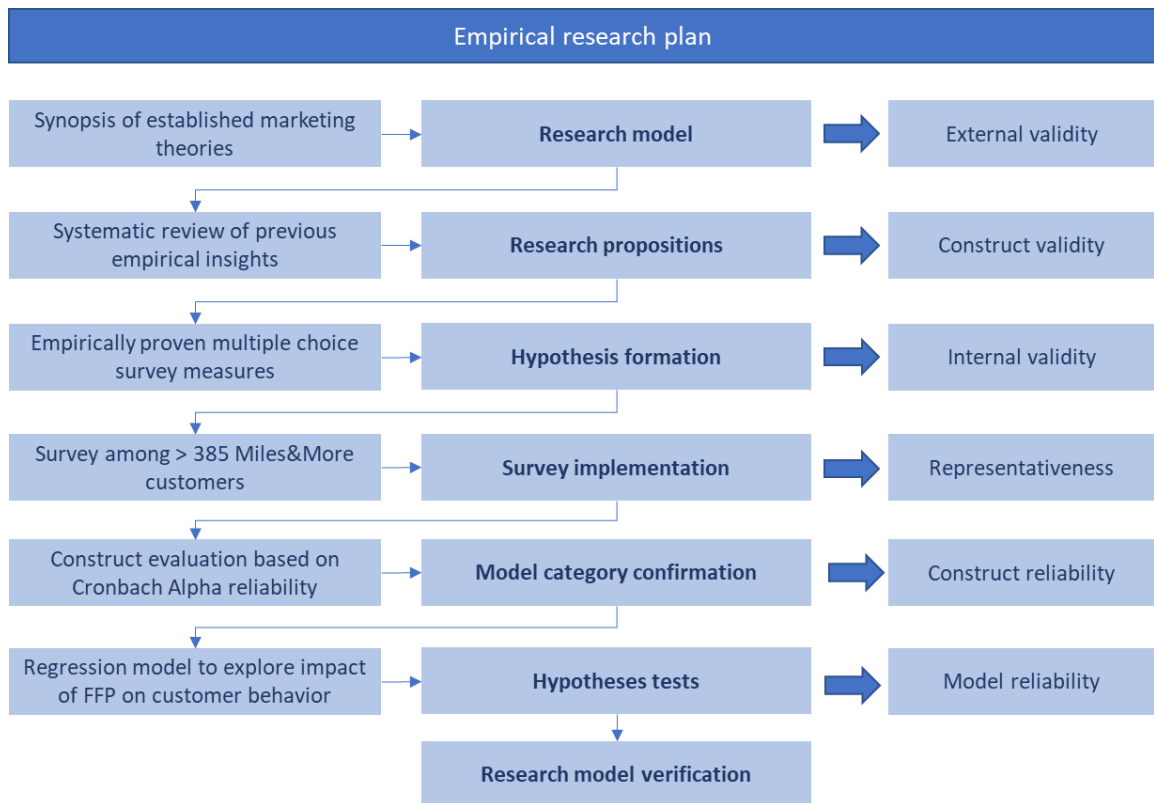 Empirical research plan
Synopsis of established marketing
theories
Research model
External validity
Systematic review of previous
empirical insights
Research propositions
Construct validity
Empirically proven multiple choice
survey measures
Hypothesis formation
Internal validity
Survey among > 385 Miles&More
customers
Survey implementation
Representativeness
Construct evaluation based on
Cronbach Alpha reliability
Model category confirmation
Construct reliability
Regression model to explore impact
of FFP on customer behavior
Hypotheses tests
Model reliability
Research model verification